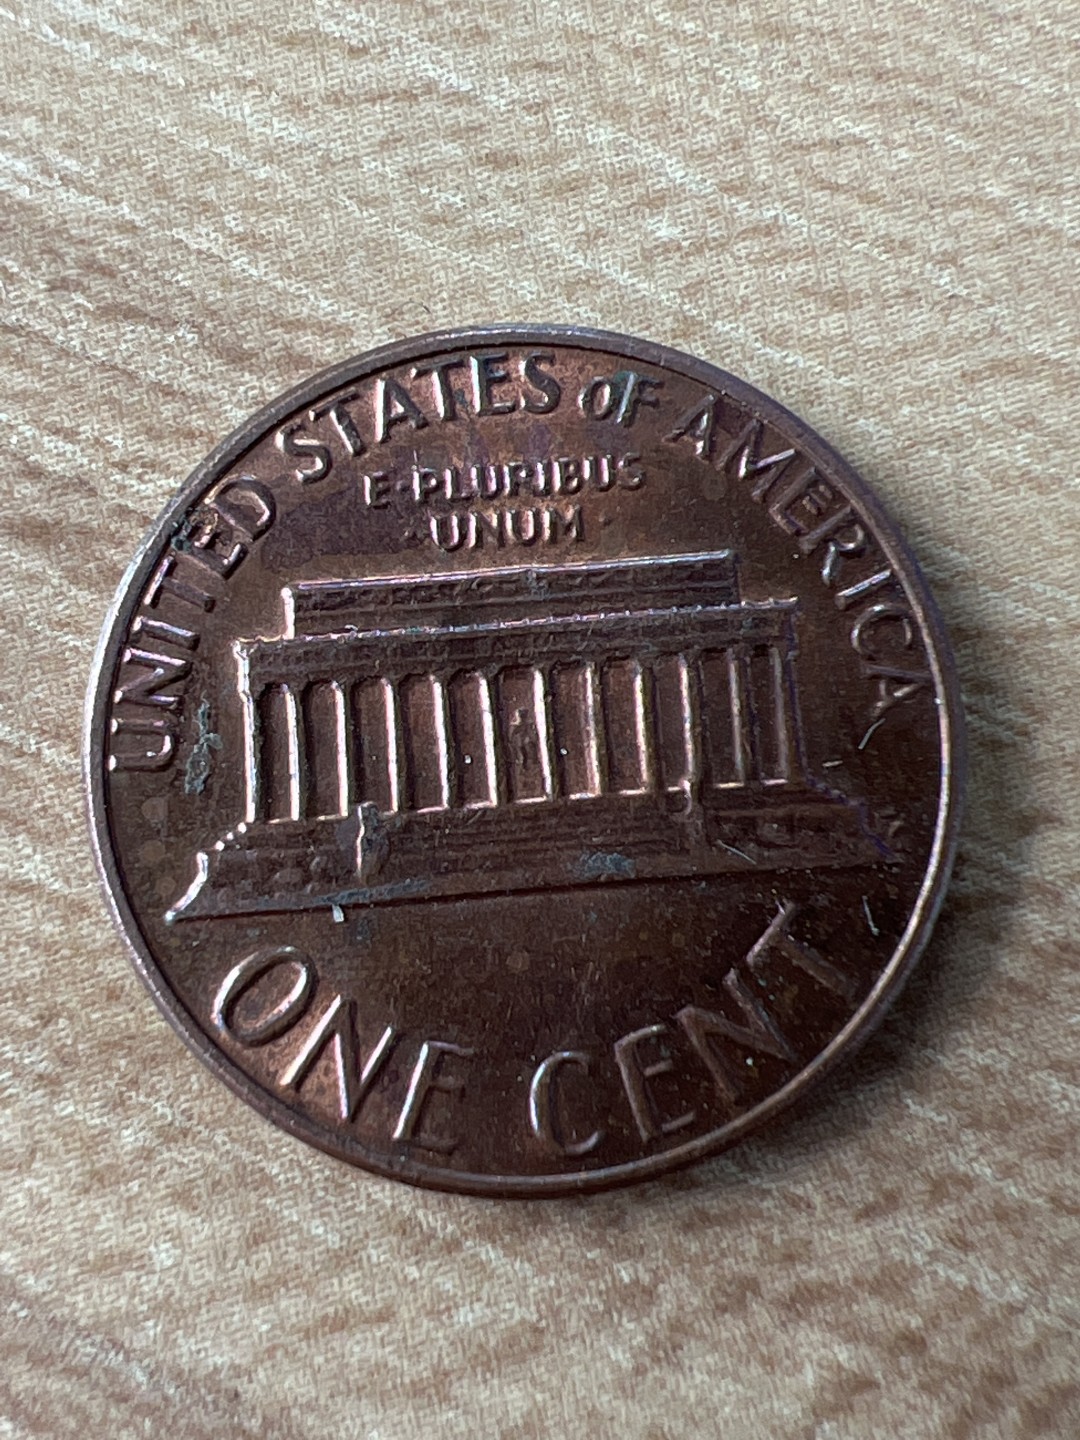 UNITED STATES OF AMERICA
E·PLURIBUS
·UNUM·
ONE CENT